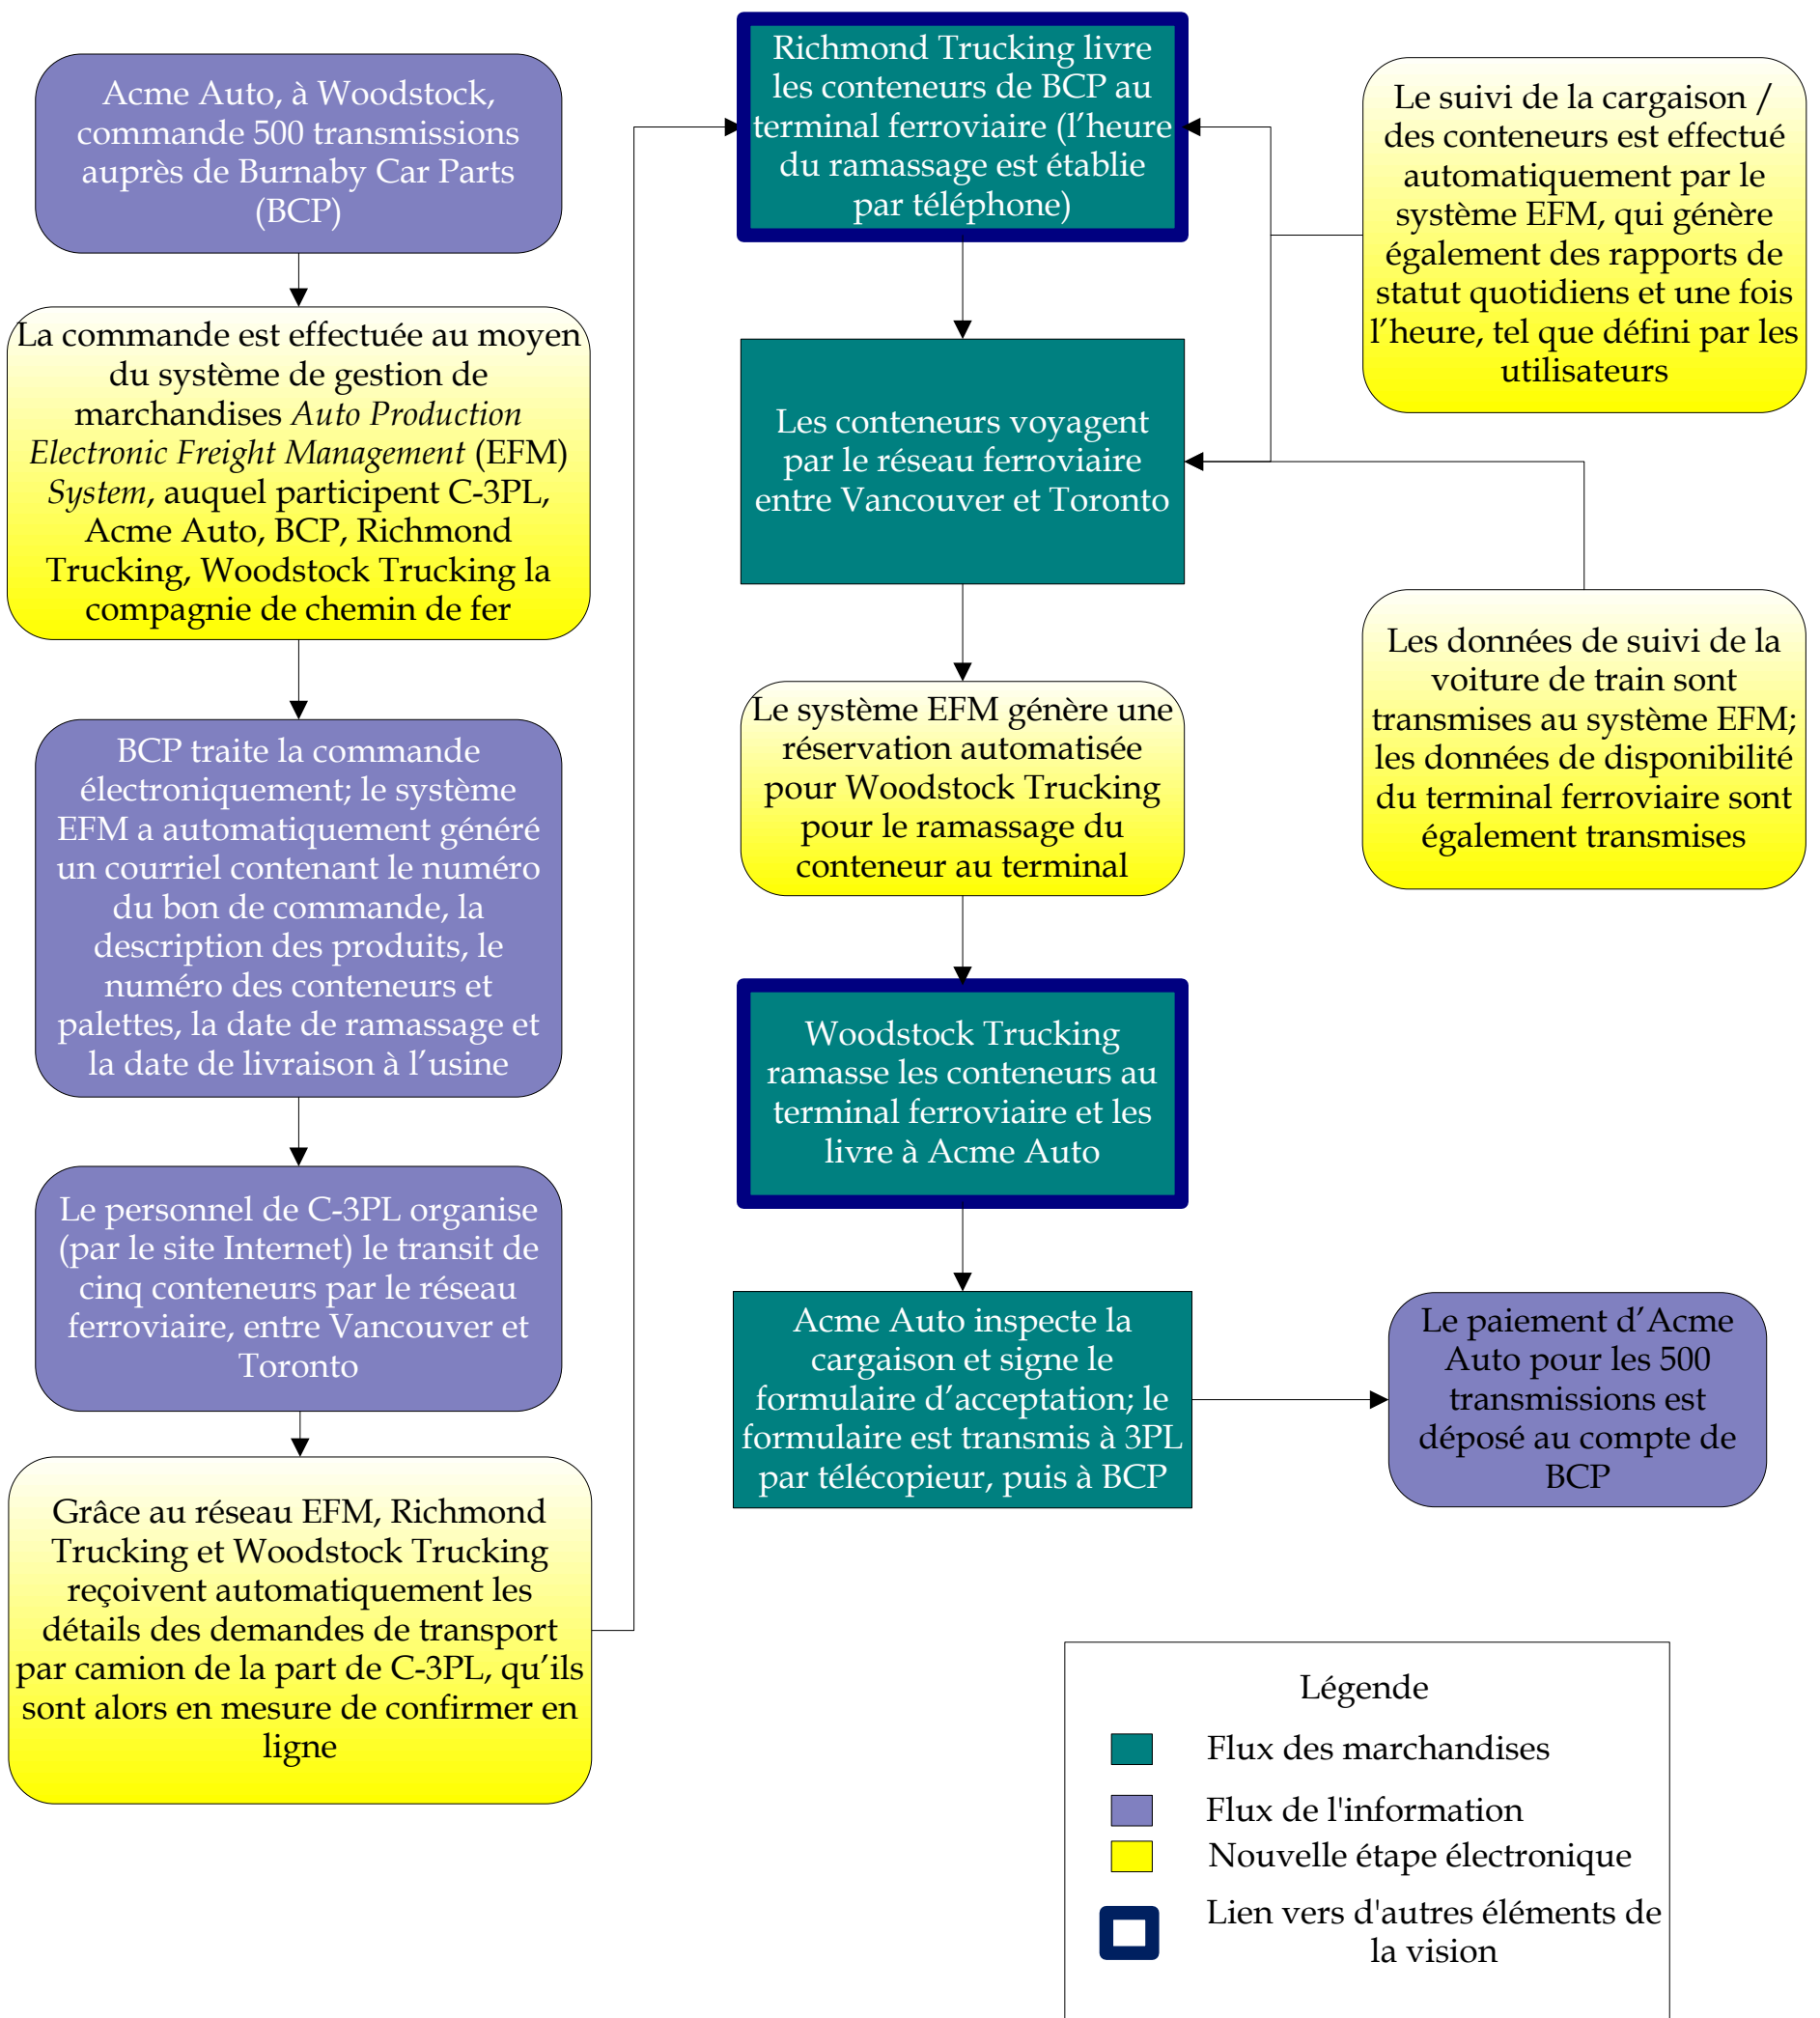 Acme Auto, à Woodstock,
commande 500 transmissions
auprès de Burnaby Car Parts
(BCP)
La commande est effectuée au moyen
du système de gestion de
marchandises Auto Production
Electronic Freight Management (EFM)
System, auquel participent C-3PL,
Acme Auto, BCP, Richmond
Trucking, Woodstock Trucking la
compagnie de chemin de fer
BCP traite la commande
électroniquement; le système
EFM a automatiquement généré
un courriel contenant le numéro
du bon de commande, la
description des produits, le
numéro des conteneurs et
palettes, la date de ramassage et
la date de livraison à l’usine
Le personnel de C-3PL organise
(par le site Internet) le transit de
cinq conteneurs par le réseau
ferroviaire, entre Vancouver et
Toronto
Grâce au réseau EFM, Richmond
Trucking et Woodstock Trucking
reçoivent automatiquement les
détails des demandes de transport
par camion de la part de C-3PL, qu’ils
sont alors en mesure de confirmer en
ligne
Richmond Trucking livre
les conteneurs de BCP au
terminal ferroviaire (l’heure
du ramassage est établie
par téléphone)
Les conteneurs voyagent
par le réseau ferroviaire
entre Vancouver et Toronto
Le système EFM génère une
réservation automatisée
pour Woodstock Trucking
pour le ramassage du
conteneur au terminal
Woodstock Trucking
ramasse les conteneurs au
terminal ferroviaire et les
livre à Acme Auto
Acme Auto inspecte la
cargaison et signe le
formulaire d’acceptation; le
formulaire est transmis à 3PL
par télécopieur, puis à BCP
Le suivi de la cargaison /
des conteneurs est effectué
automatiquement par le
système EFM, qui génère
également des rapports de
statut quotidiens et une fois
l’heure, tel que défini par les
utilisateurs
Les données de suivi de la
voiture de train sont
transmises au système EFM;
les données de disponibilité
du terminal ferroviaire sont
également transmises
Le paiement d’Acme
Auto pour les 500
transmissions est
déposé au compte de
BCP
Légende
Flux des marchandises
Flux de l'information
Nouvelle étape électronique
Lien vers d'autres éléments de
la vision